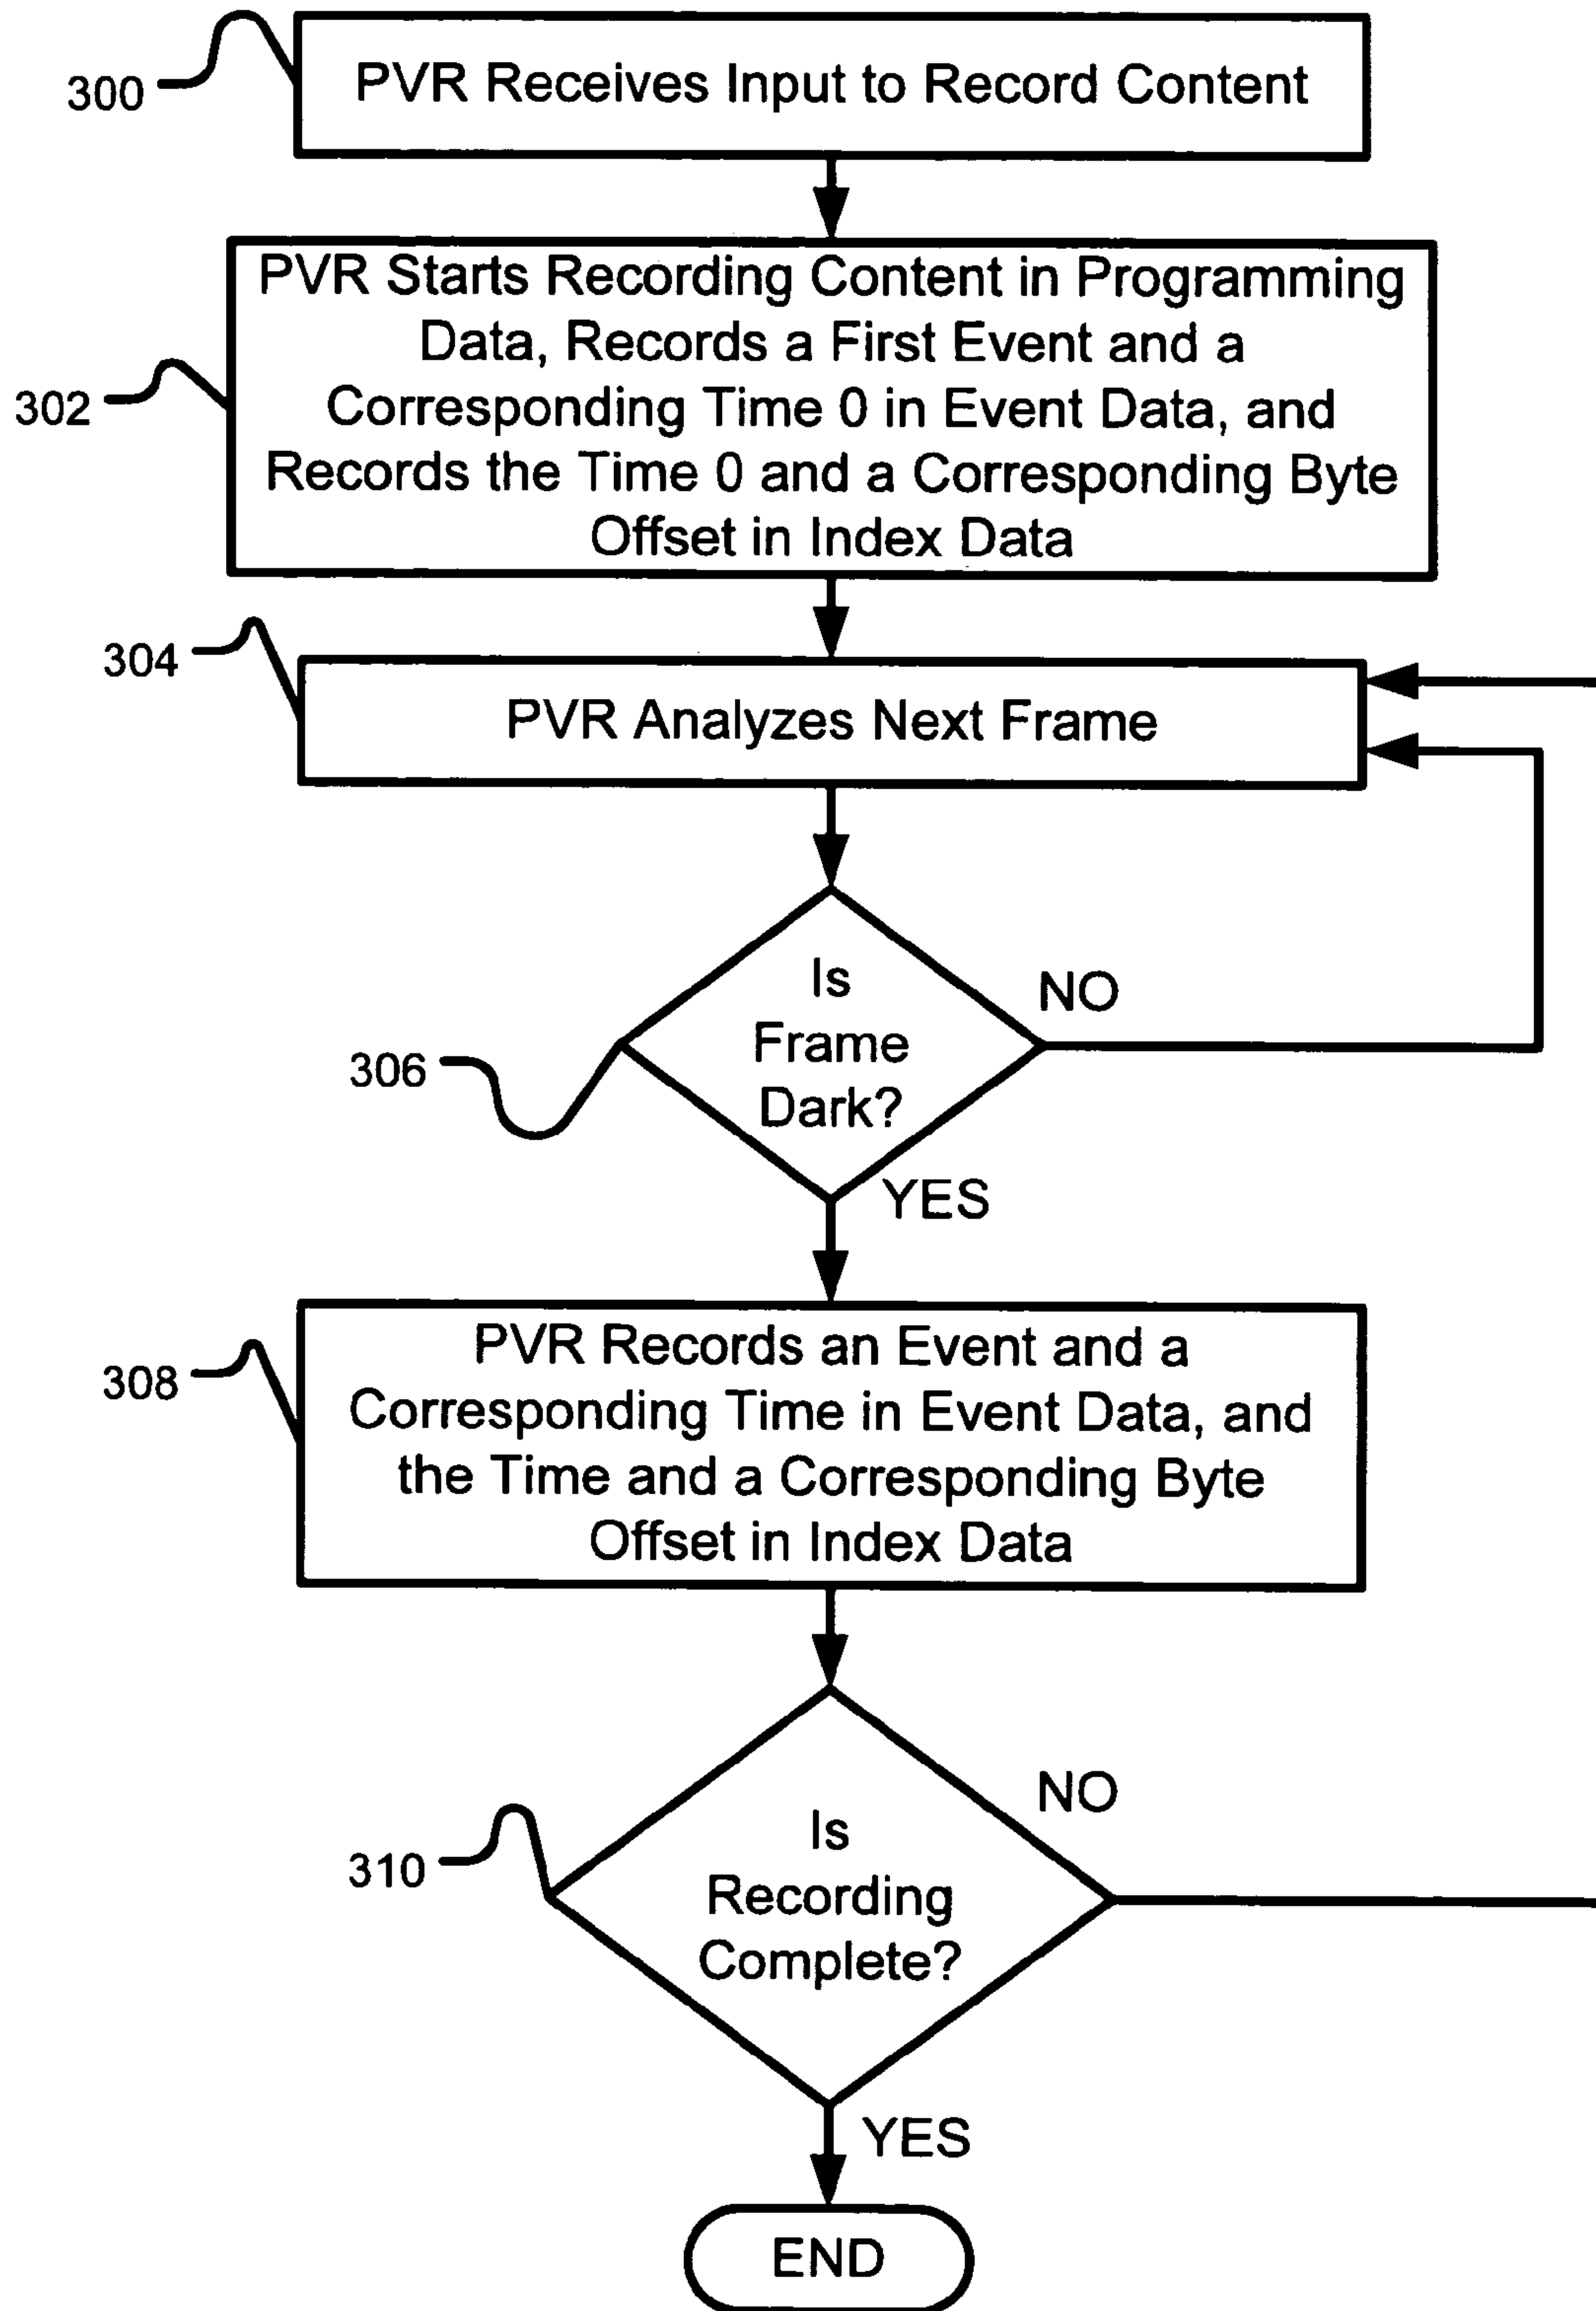 300
PVR Receives Input to Record Content
302
PVR Starts Recording Content in Programming
Data, Records a First Event and a
Corresponding Time 0 in Event Data, and
Records the Time 0 and a Corresponding Byte
Offset in Index Data
304
PVR Analyzes Next Frame
306
Is
Frame
Dark?
NO
YES
308
PVR Records an Event and a
Corresponding Time in Event Data, and
the Time and a Corresponding Byte
Offset in Index Data
310
Is
Recording
Complete?
NO
YES
END